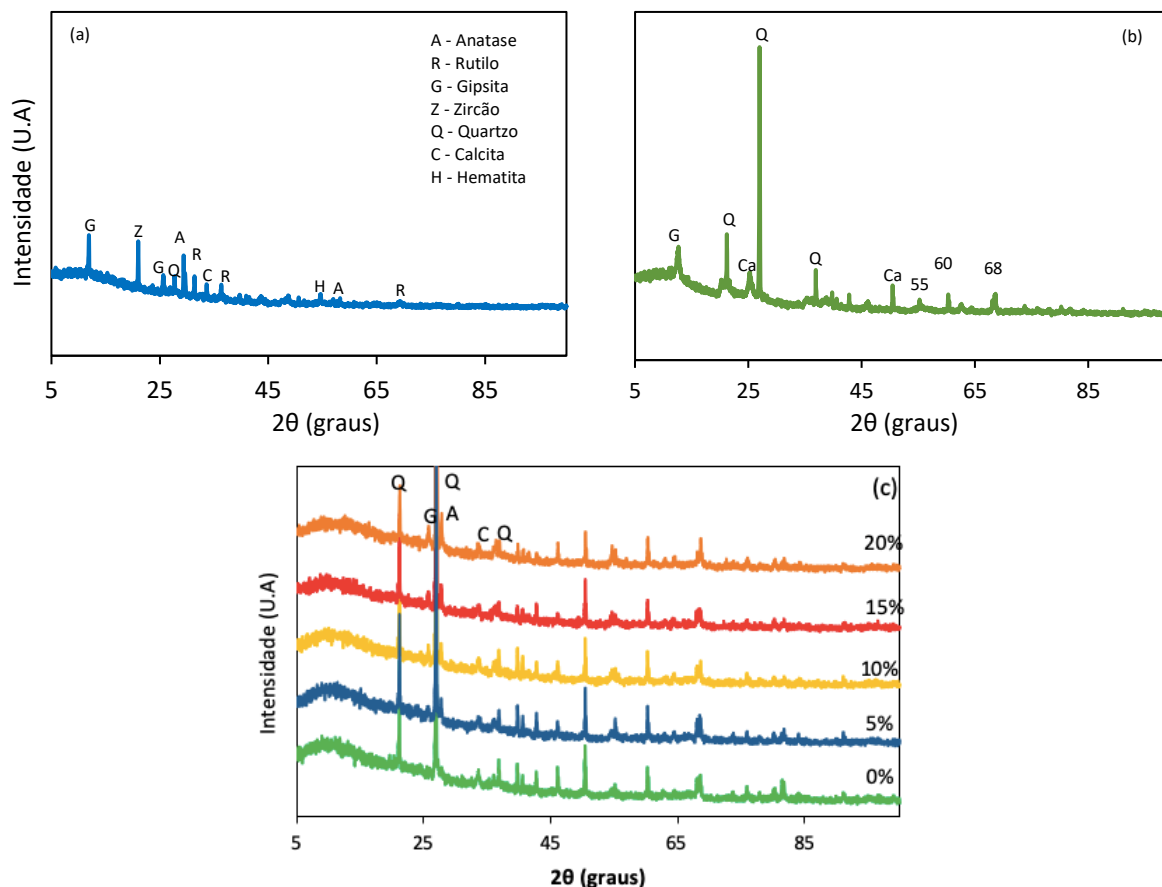 (a)
A - Anatase
R - Rutilo
G - Gipsita
Z - Zircão
Q - Quartzo
C - Calcita
H - Hematita
Intensidade (U.A)
G
Z
A
G
Q
R
C
R
H
A
R
5 25 45 65 85
2θ (graus)
(b)
Q
G
Q
Ca
Q
Ca
55
60
68
5 25 45 65 85
2θ (graus)
(c)
Intensidade (U.A)
Q
Q
G
A
C
Q
20%
15%
10%
5%
0%
5 25 45 65 85
2θ (graus)